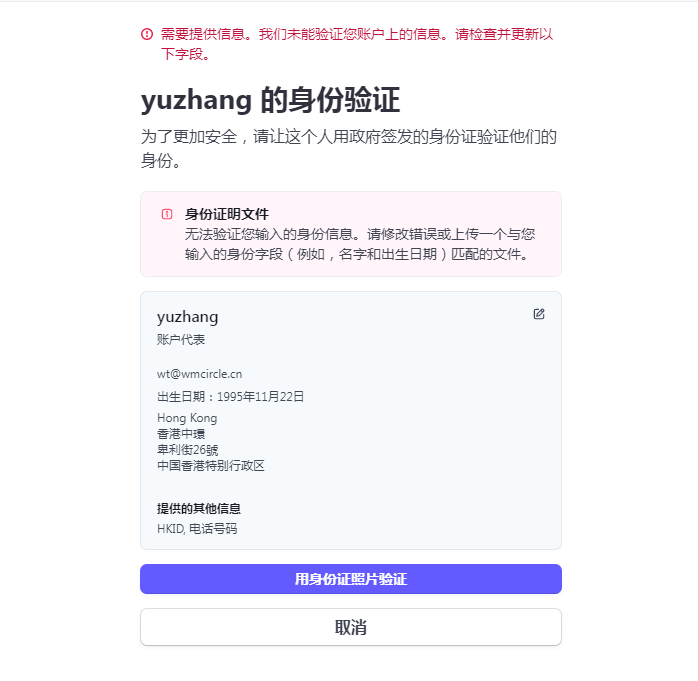 需要提供信息。我们未能验证您账户上的信息。请检查并更新以
下字段。
yuzhang 的身份验证
为了更加安全，请让这个人用政府签发的身份证验证他们的
身份。
身份证明文件
无法验证您输入的身份信息。请修改错误或上传一个与您
输入的身份字段（例如，名字和出生日期）匹配的文件。
yuzhang
账户代表
wt@wmcircle.cn
出生日期：1995年11月22日
Hong Kong
香港中環
卑利街26號
中国香港特别行政区
提供的其他信息
HKID, 电话号码
用身份证照片验证
取消